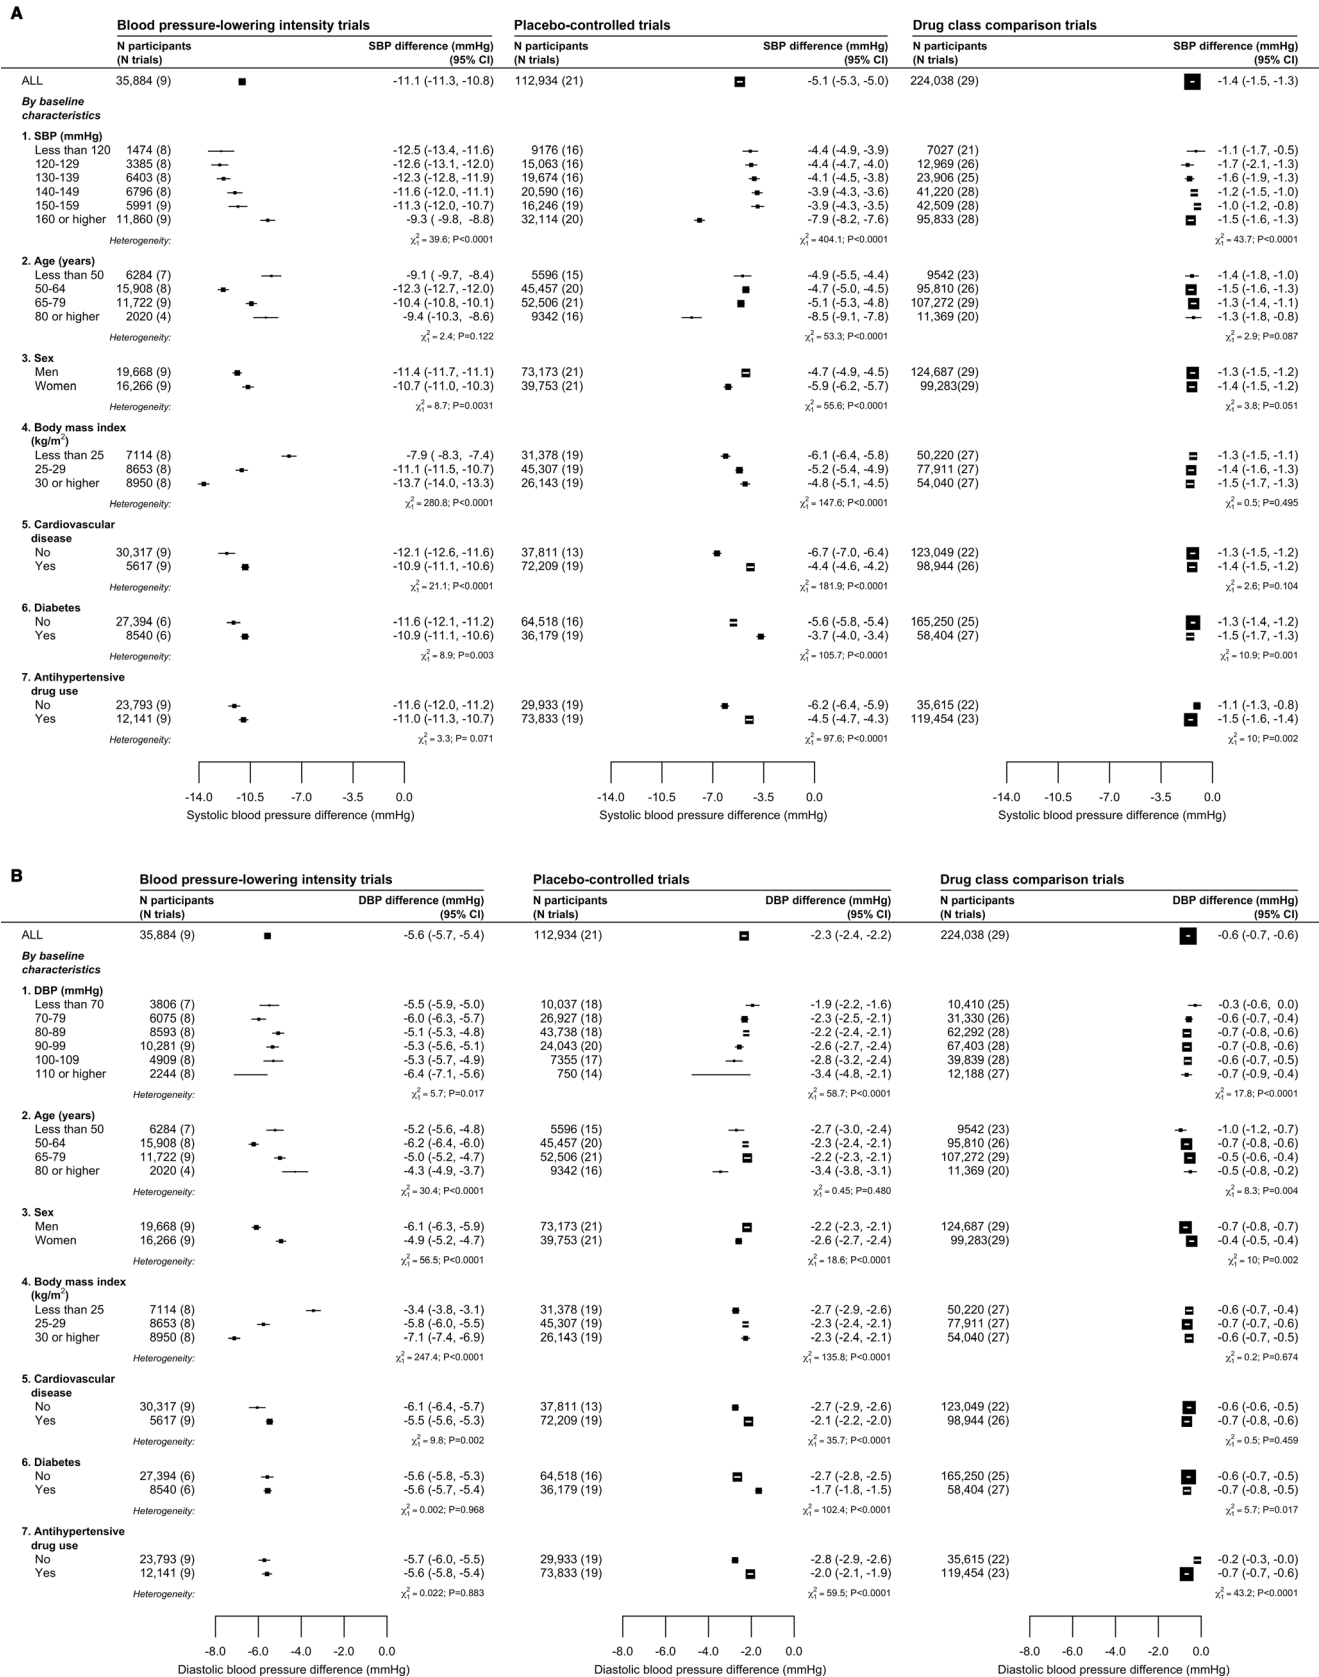 A
Blood pressure-lowering intensity trials Placebo-controlled trials Drug class comparison trials
N participants SBP difference (mmHg) N participants SBP difference (mmHg) N participants SBP difference (mmHg)
(N trials) (95% CI) (N trials) (95% CI) (N trials) (95% CI)
ALL 35,884 (9) -11.1 (-11.3, -10.8) 112,934 (21) -5.1 (-5.3, -5.0) 224,038 (29) -1.4 (-1.5, -1.3)
By baseline
characteristics
1. SBP (mmHg)
Less than 120 1474 (8) -12.5 (-13.4, -11.6) 9176 (16) -4.4 (-4.9, -3.9) 7027 (21) -1.1 (-1.7, -0.5)
120-129 3385 (8) -12.6 (-13.1, -12.0) 15,063 (16) -4.4 (-4.7, -4.0) 12,969 (26) -1.7 (-2.1, -1.3)
130-139 6403 (8) -12.3 (-12.8, -11.9) 19,674 (16) -4.1 (-4.5, -3.8) 23,906 (25) -1.6 (-1.9, -1.3)
140-149 6796 (8) -11.6 (-12.0, -11.1) 20,590 (16) -3.9 (-4.3, -3.6) 41,220 (28) -1.2 (-1.5, -1.0)
150-159 5991 (9) -11.3 (-12.0, -10.7) 16,246 (19) -3.9 (-4.3, -3.5) 42,509 (28) -1.0 (-1.2, -0.8)
160 or higher 11,860 (9) -9.3 (-9.8, -8.8) 32,114 (20) -7.9 (-8.2, -7.6) 95,833 (28) -1.5 (-1.6, -1.3)
Heterogeneity: χ²₁ = 39.6; P<0.0001 χ²₁ = 404.1; P<0.0001 χ²₁ = 43.7; P<0.0001
2. Age (years)
Less than 50 6284 (7) -9.1 ( -9.7, -8.4) 5596 (15) -4.9 (-5.5, -4.4) 9542 (23) -1.4 (-1.8, -1.0)
50-64 15,908 (8) -12.3 (-12.7, -12.0) 45,457 (20) -4.7 (-5.0, -4.5) 95,810 (26) -1.5 (-1.6, -1.3)
65-79 11,722 (9) -10.4 (-10.8, -10.1) 52,506 (21) -5.1 (-5.3, -4.8) 107,272 (29) -1.3 (-1.4, -1.1)
80 or higher 2020 (4) -9.4 (-10.3, -8.6) 9342 (16) -8.5 (-9.1, -7.8) 11,369 (20) -1.3 (-1.8, -0.8)
Heterogeneity: χ²₁ = 2.4; P=0.122 χ²₁ = 53.3; P<0.0001 χ²₁ = 2.9; P=0.087
3. Sex
Men 19,668 (9) -11.4 (-11.7, -11.1) 73,173 (21) -4.7 (-4.9, -4.5) 124,687 (29) -1.3 (-1.5, -1.2)
Women 16,266 (9) -10.7 (-11.0, -10.3) 39,753 (21) -5.9 (-6.2, -5.7) 99,283(29) -1.4 (-1.5, -1.2)
Heterogeneity: χ²₁ = 8.7; P=0.0031 χ²₁ = 55.6; P<0.0001 χ²₁ = 3.8; P=0.051
4. Body mass index
(kg/m²)
Less than 25 7114 (8) -7.9 ( -8.3, -7.4) 31,378 (19) -6.1 (-6.4, -5.8) 50,220 (27) -1.3 (-1.5, -1.1)
25-29 8653 (8) -11.1 (-11.5, -10.7) 45,307 (19) -5.2 (-5.4, -4.9) 77,911 (27) -1.4 (-1.6, -1.3)
30 or higher 8950 (8) -13.7 (-14.0, -13.3) 26,143 (19) -4.8 (-5.1, -4.5) 54,040 (27) -1.5 (-1.7, -1.3)
Heterogeneity: χ²₁ = 280.8; P<0.0001 χ²₁ = 147.6; P<0.0001 χ²₁ = 0.5; P=0.495
5. Cardiovascular
disease
No 30,317 (9) -12.1 (-12.6, -11.6) 37,811 (13) -6.7 (-7.0, -6.4) 123,049 (22) -1.3 (-1.5, -1.2)
Yes 5617 (9) -10.9 (-11.1, -10.6) 72,209 (19) -4.4 (-4.6, -4.2) 98,944 (26) -1.4 (-1.5, -1.2)
Heterogeneity: χ²₁ = 21.1; P<0.0001 χ²₁ = 181.9; P<0.0001 χ²₁ = 2.6; P=0.104
6. Diabetes
No 27,394 (6) -11.6 (-12.1, -11.2) 64,518 (16) -5.6 (-5.8, -5.4) 165,250 (25) -1.3 (-1.4, -1.2)
Yes 8540 (6) -10.9 (-11.1, -10.6) 36,179 (19) -3.7 (-4.0, -3.4) 58,404 (27) -1.5 (-1.7, -1.3)
Heterogeneity: χ²₁ = 8.9; P=0.003 χ²₁ = 105.7; P<0.0001 χ²₁ = 10.9; P=0.001
7. Antihypertensive
drug use
No 23,793 (9) -11.6 (-12.0, -11.2) 29,933 (19) -6.2 (-6.4, -5.9) 35,615 (22) -1.1 (-1.3, -0.8)
Yes 12,141 (9) -11.0 (-11.3, -10.7) 73,833 (19) -4.5 (-4.7, -4.3) 119,454 (23) -1.5 (-1.6, -1.4)
Heterogeneity: χ²₁ = 3.3; P= 0.071 χ²₁ = 97.6; P<0.0001 χ²₁ = 10; P=0.002
-14.0 -10.5 -7.0 -3.5 0.0 -14.0 -10.5 -7.0 -3.5 0.0 -14.0 -10.5 -7.0 -3.5 0.0
Systolic blood pressure difference (mmHg) Systolic blood pressure difference (mmHg) Systolic blood pressure difference (mmHg)
B
Blood pressure-lowering intensity trials Placebo-controlled trials Drug class comparison trials
N participants DBP difference (mmHg) N participants DBP difference (mmHg) N participants DBP difference (mmHg)
(N trials) (95% CI) (N trials) (95% CI) (N trials) (95% CI)
ALL 35,884 (9) -5.6 (-5.7, -5.4) 112,934 (21) -2.3 (-2.4, -2.2) 224,038 (29) -0.6 (-0.7, -0.6)
By baseline
characteristics
1. DBP (mmHg)
Less than 70 3806 (7) -5.5 (-5.9, -5.0) 10,037 (18) -1.9 (-2.2, -1.6) 10,410 (25) -0.3 (-0.6, 0.0)
70-79 6075 (8) -6.0 (-6.3, -5.7) 26,927 (18) -2.3 (-2.5, -2.1) 31,330 (26) -0.6 (-0.7, -0.4)
80-89 8593 (8) -5.1 (-5.3, -4.8) 43,738 (18) -2.2 (-2.4, -2.1) 62,292 (28) -0.7 (-0.8, -0.6)
90-99 10,281 (9) -5.3 (-5.6, -5.1) 24,043 (20) -2.6 (-2.7, -2.4) 67,403 (28) -0.7 (-0.8, -0.6)
100-109 4909 (8) -5.3 (-5.7, -4.9) 7355 (17) -2.8 (-3.2, -2.4) 39,839 (28) -0.6 (-0.7, -0.5)
110 or higher 2244 (8) -6.4 (-7.1, -5.6) 750 (14) -3.4 (-4.8, -2.1) 12,188 (27) -0.7 (-0.9, -0.4)
Heterogeneity: χ²₁ = 5.7; P=0.017 χ²₁ = 58.7; P<0.0001 χ²₁ = 17.8; P<0.0001
2. Age (years)
Less than 50 6284 (7) -5.2 (-5.6, -4.8) 5596 (15) -2.7 (-3.0, -2.4) 9542 (23) -1.0 (-1.2, -0.7)
50-64 15,908 (8) -6.2 (-6.4, -6.0) 45,457 (20) -2.3 (-2.4, -2.1) 95,810 (26) -0.7 (-0.8, -0.6)
65-79 11,722 (9) -5.0 (-5.2, -4.7) 52,506 (21) -2.2 (-2.3, -2.1) 107,272 (29) -0.5 (-0.6, -0.4)
80 or higher 2020 (4) -4.3 (-4.9, -3.7) 9342 (16) -3.4 (-3.8, -3.1) 11,369 (20) -0.5 (-0.8, -0.2)
Heterogeneity: χ²₁ = 30.4; P<0.0001 χ²₁ = 0.45; P=0.480 χ²₁ = 8.3; P=0.004
3. Sex
Men 19,668 (9) -6.1 (-6.3, -5.9) 73,173 (21) -2.2 (-2.3, -2.1) 124,687 (29) -0.7 (-0.8, -0.7)
Women 16,266 (9) -4.9 (-5.2, -4.7) 39,753 (21) -2.6 (-2.7, -2.4) 99,283(29) -0.4 (-0.5, -0.4)
Heterogeneity: χ²₁ = 56.5; P<0.0001 χ²₁ = 18.6; P<0.0001 χ²₁ = 10; P=0.002
4. Body mass index
(kg/m²)
Less than 25 7114 (8) -3.4 (-3.8, -3.1) 31,378 (19) -2.7 (-2.9, -2.6) 50,220 (27) -0.6 (-0.7, -0.4)
25-29 8653 (8) -5.8 (-6.0, -5.5) 45,307 (19) -2.3 (-2.4, -2.1) 77,911 (27) -0.7 (-0.7, -0.6)
30 or higher 8950 (8) -7.1 (-7.4, -6.9) 26,143 (19) -2.3 (-2.4, -2.1) 54,040 (27) -0.6 (-0.7, -0.5)
Heterogeneity: χ²₁ = 247.4; P<0.0001 χ²₁ = 135.8; P<0.0001 χ²₁ = 0.2; P=0.674
5. Cardiovascular
disease
No 30,317 (9) -6.1 (-6.4, -5.7) 37,811 (13) -2.7 (-2.9, -2.6) 123,049 (22) -0.6 (-0.6, -0.5)
Yes 5617 (9) -5.5 (-5.6, -5.3) 72,209 (19) -2.1 (-2.2, -2.0) 98,944 (26) -0.7 (-0.8, -0.6)
Heterogeneity: χ²₁ = 9.8; P=0.002 χ²₁ = 35.7; P<0.0001 χ²₁ = 0.5; P=0.459
6. Diabetes
No 27,394 (6) -5.6 (-5.8, -5.3) 64,518 (16) -2.7 (-2.8, -2.5) 165,250 (25) -0.6 (-0.7, -0.5)
Yes 8540 (6) -5.6 (-5.7, -5.4) 36,179 (19) -1.7 (-1.8, -1.5) 58,404 (27) -0.7 (-0.8, -0.5)
Heterogeneity: χ²₁ = 0.002; P=0.968 χ²₁ = 102.4; P<0.0001 χ²₁ = 5.7; P=0.017
7. Antihypertensive
drug use
No 23,793 (9) -5.7 (-6.0, -5.5) 29,933 (19) -2.8 (-2.9, -2.6) 35,615 (22) -0.2 (-0.3, -0.0)
Yes 12,141 (9) -5.6 (-5.8, -5.4) 73,833 (19) -2.0 (-2.1, -1.9) 119,454 (23) -0.7 (-0.7, -0.6)
Heterogeneity: χ²₁ = 0.022; P=0.883 χ²₁ = 59.5; P<0.0001 χ²₁ = 43.2; P<0.0001
-8.0 -6.0 -4.0 -2.0 0.0 -8.0 -6.0 -4.0 -2.0 0.0 -8.0 -6.0 -4.0 -2.0 0.0
Diastolic blood pressure difference (mmHg) Diastolic blood pressure difference (mmHg) Diastolic blood pressure difference (mmHg)